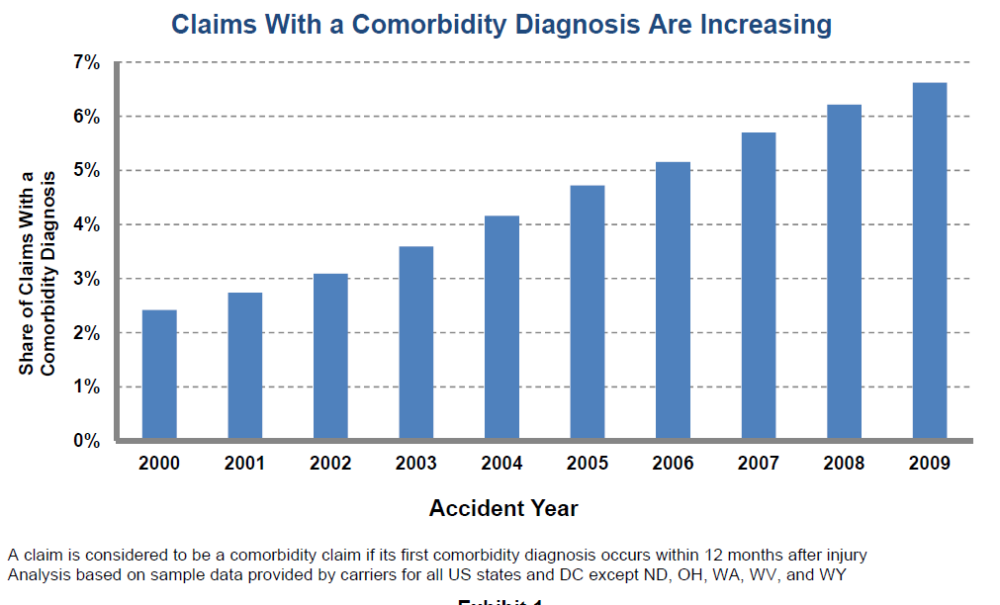 Claims With a Comorbidity Diagnosis Are Increasing
7%
6%
5%
4%
3%
2%
1%
0%
Share of Claims With a
Comorbidity Diagnosis
2000 2001 2002 2003 2004 2005 2006 2007 2008 2009
Accident Year
A claim is considered to be a comorbidity claim if its first comorbidity diagnosis occurs within 12 months after injury
Analysis based on sample data provided by carriers for all US states and DC except ND, OH, WA, WV, and WY
Exhibit 1